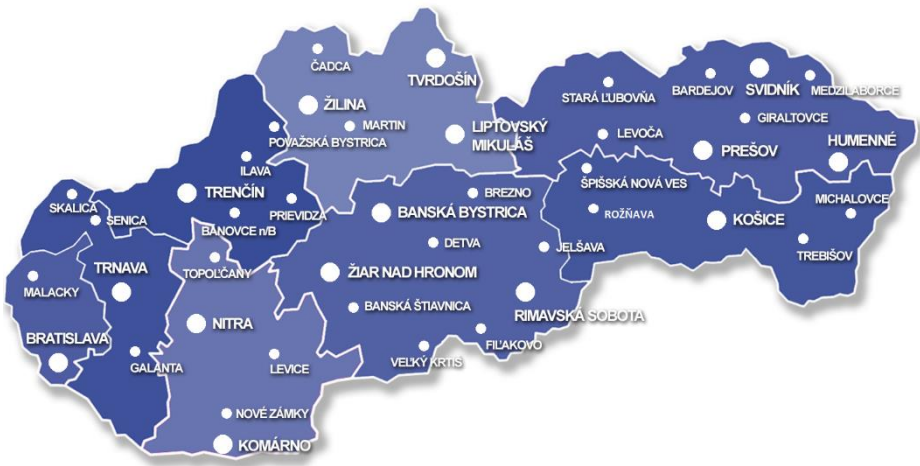 ČADCA
TVRDOŠÍN
ŽILINA
MARTIN
LIPTOVSKÝ
MIKULÁŠ
POVAŽSKÁ BYSTRICA
ILAVA
TRENČÍN
PRIEVIDZA
BÁNOVCE n/B
SKALICA
SENICA
STARÁ ĽUBOVŇA
BARDEJOV
SVIDNÍK
MEDZILABORCE
GIRALTOVCE
LEVOČA
PREŠOV
HUMENNÉ
ŠPIŠSKÁ NOVÁ VES
ROŽŇAVA
KOŠICE
MICHALOVCE
TREBIŠOV
BREZNO
BANSKÁ BYSTRICA
DETVA
JELŠAVA
ŽIAR NAD HRONOM
BANSKÁ ŠTIAVNICA
RIMAVSKÁ SOBOTA
FIĽAKOVO
VEĽKÝ KRTÍŠ
TRNAVA
TOPOĽČANY
MALACKY
BRATISLAVA
GALANTA
NITRA
LEVICE
NOVÉ ZÁMKY
KOMÁRNO